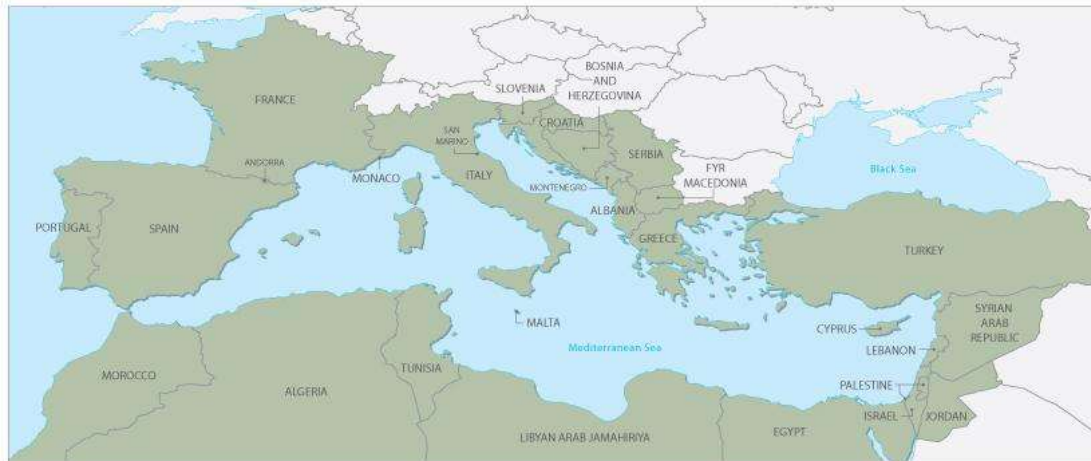 BOSNIA
AND
HERZEGOVINA
SLOVENIA
FRANCE
CROATIA
SAN
MARINO
SERBIA
ANDORRA
MONACO
ITALY
FYR
MACEDONIA
Black Sea
MONTENEGRO
ALBANIA
PORTUGAL
SPAIN
GREECE
TURKEY
SYRIAN
ARAB
REPUBLIC
MALTA
CYPRUS
Mediterranean Sea
LEBANON
MOROCCO
TUNISIA
ALGERIA
PALESTINE
ISRAEL
JORDAN
LIBYAN ARAB JAMAHIRIYA
EGYPT